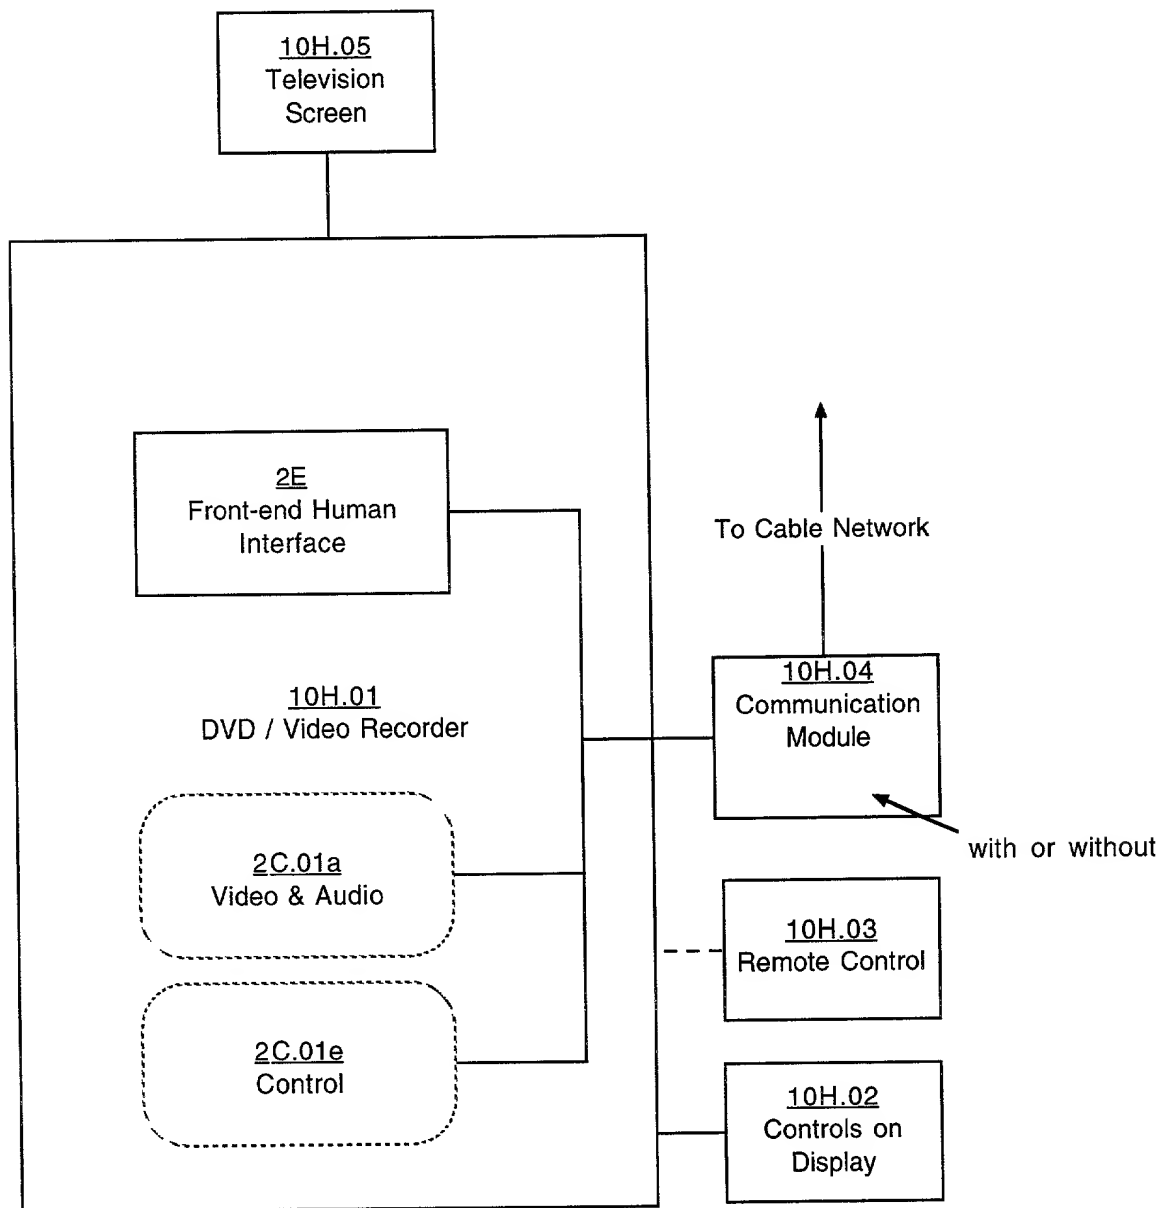 10H.05
Television
Screen
2E
Front-end Human
Interface
To Cable Network
10H.01
DVD / Video Recorder
10H.04
Communication
Module
with or without
2C.01a
Video & Audio
10H.03
Remote Control
2C.01e
Control
10H.02
Controls on
Display